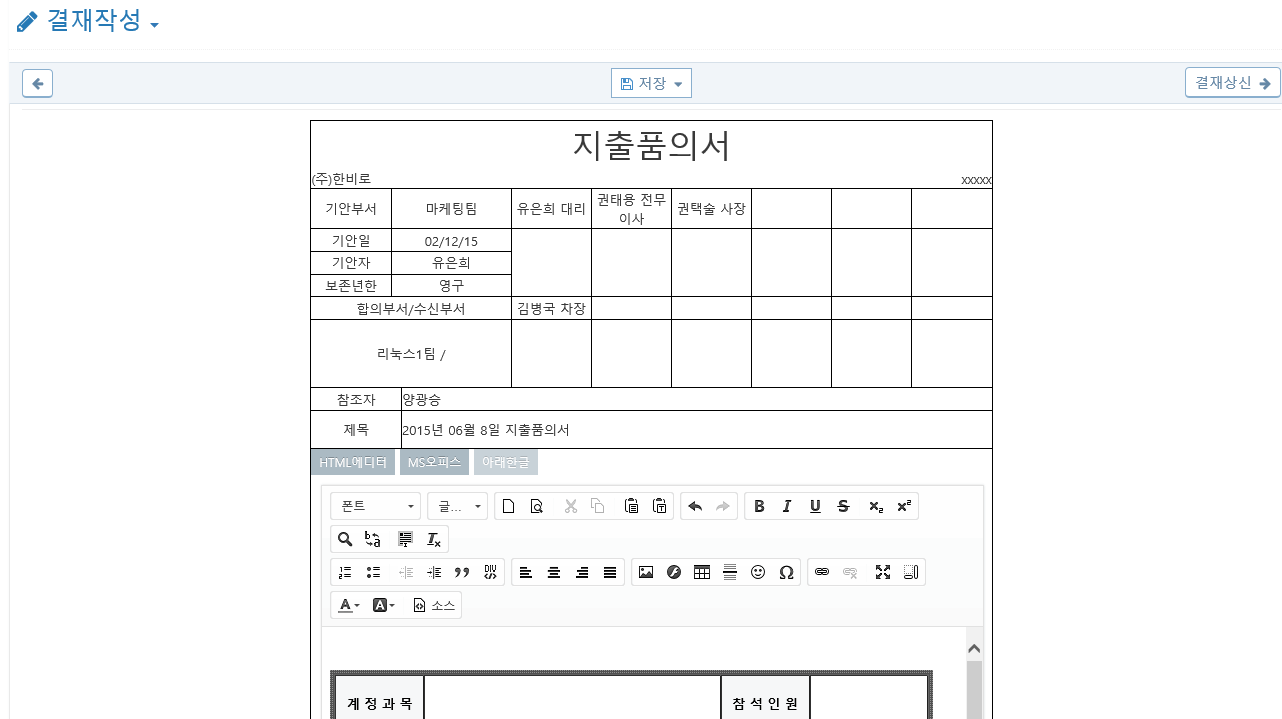 결재작성
저장
결재상신
지출품의서
(주)한비로 xxxxx
기안부서 마케팅팀 유은희 대리 권태용 전무이사 권택술 사장
기안일 02/12/15
기안자 유은희
보존년한 영구
합의부서/수신부서 김병국 차장
리눅스1팀 /
참조자 양광승
제목 2015년 06월 8일 지출품의서
HTML에디터 MS오피스 아래한글
폰트 글... B I U S x₂ x²
소스
계 정 과 목 참 석 인 원